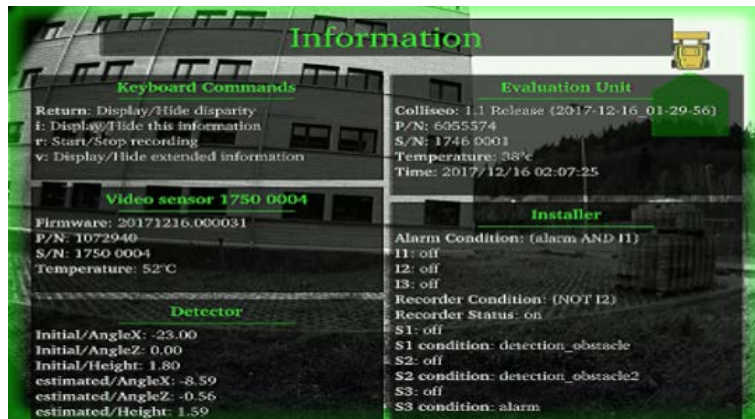 Information
Keyboard Commands
Return: Display/Hide disparity
i: Display/Hide this information
r: Start/Stop recording
v: Display/Hide extended information
Video sensor 1750 0004
Firmware: 20171216.000031
P/N: 1072940
S/N: 1750 0004
Temperature: 52°C
Detector
Initial/AngleX: -23.00
Initial/AngleZ: 0.00
Initial/Height: 1.80
estimated/AngleX: -8.59
estimated/AngleZ: -0.56
estimated/Height: 1.59
Evaluation Unit
Colliseo: 1.1 Release {2017-12-16_01-29-56}
P/N: 6055574
S/N: 1746 0001
Temperature: 38°c
Time: 2017/12/16 02:07:25
Installer
Alarm Condition: (alarm AND I1)
I1: off
I2: off
I3: off
Recorder Condition: (NOT I2)
Recorder Status: on
S1: off
S1 condition: detection_obstacle
S2: off
S2 condition: detection_obstacle2
S3: off
S3 condition: alarm